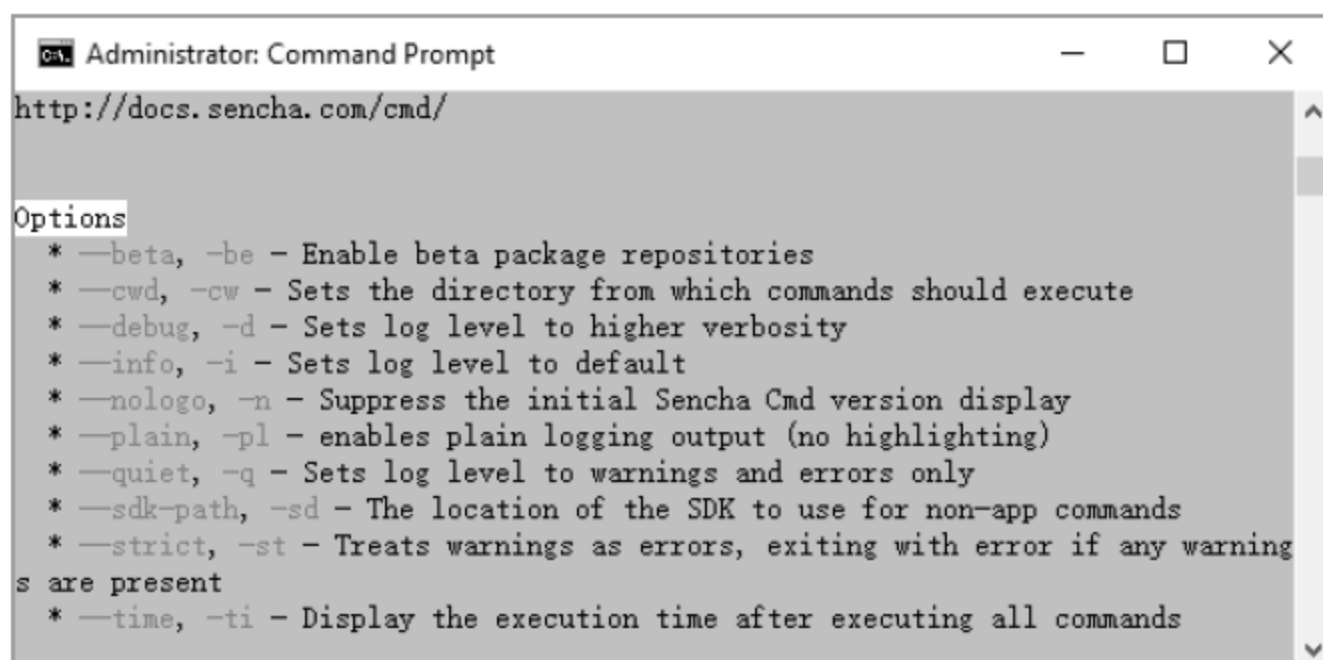 Administrator: Command Prompt
http://docs.sencha.com/cmd/
Options
* --beta, -be - Enable beta package repositories
* --cwd, -cw - Sets the directory from which commands should execute
* --debug, -d - Sets log level to higher verbosity
* --info, -i - Sets log level to default
* --nologo, -n - Suppress the initial Sencha Cmd version display
* --plain, -pl - enables plain logging output (no highlighting)
* --quiet, -q - Sets log level to warnings and errors only
* --sdk-path, -sd - The location of the SDK to use for non-app commands
* --strict, -st - Treats warnings as errors, exiting with error if any warning
s are present
* --time, -ti - Display the execution time after executing all commands